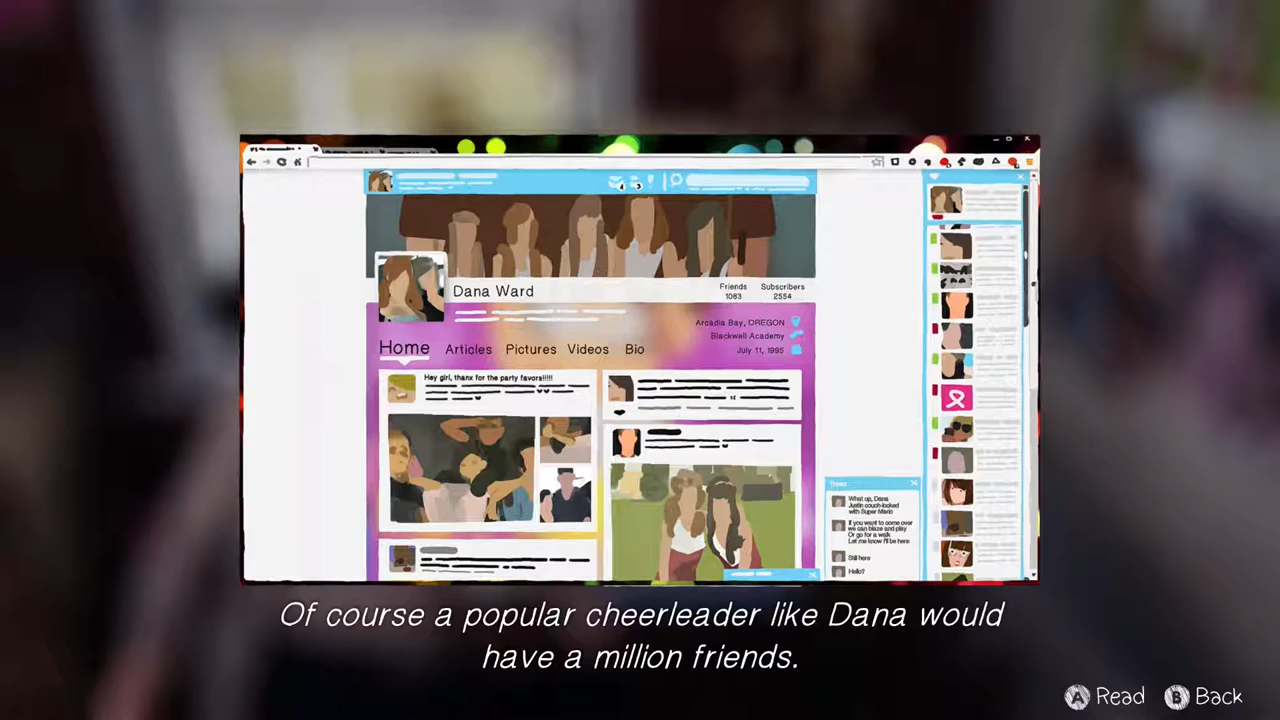 4
3
Dana Ward
Friends
1083
Subscribers
2554
Arcadia Bay, OREGON
Blackwell Academy
July 11, 1995
Home
Articles
Pictures
Videos
Bio
Hey girl, thanx for the party favors!!!!!
What up, Dana
Justin couch-locked
with Super Mario
If you want to come over
we can blaze and play
Or go for a walk
Let me know I'll be here
Still here
Hello?
Of course a popular cheerleader like Dana would
have a million friends.
A Read B Back